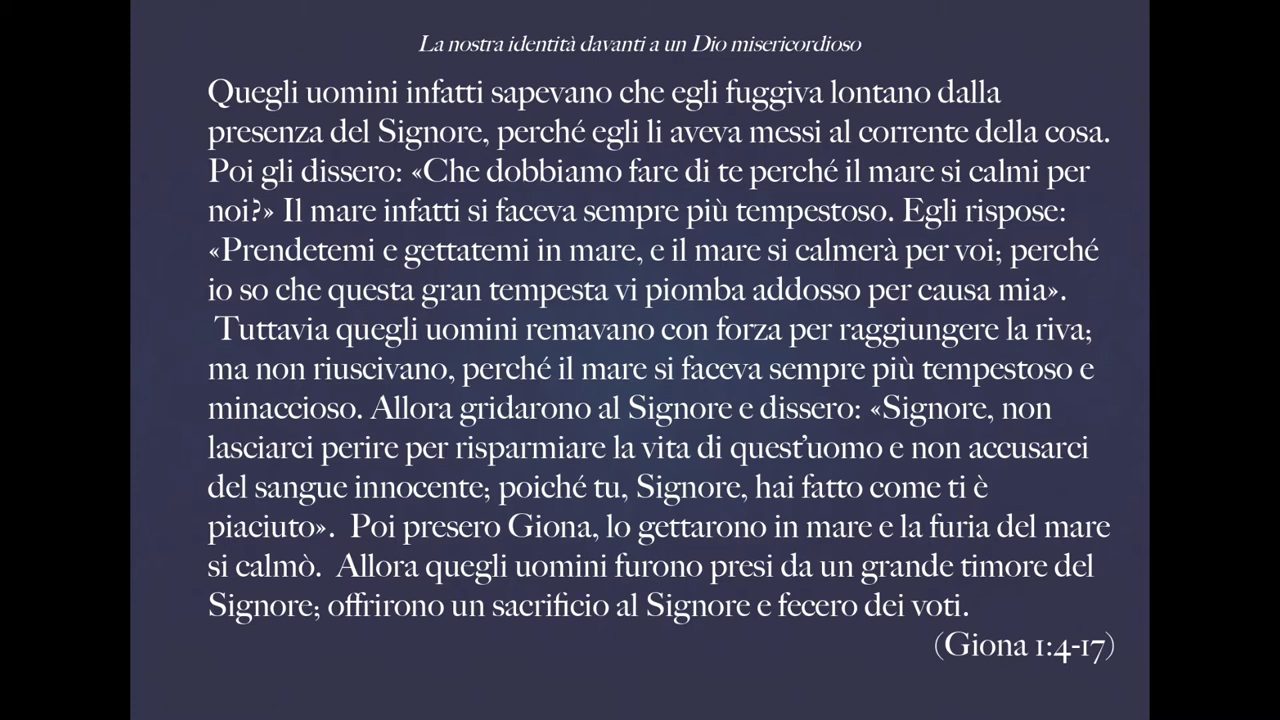 La nostra identità davanti a un Dio misericordioso
Quegli uomini infatti sapevano che egli fuggiva lontano dalla
presenza del Signore, perché egli li aveva messi al corrente della cosa.
Poi gli dissero: «Che dobbiamo fare di te perché il mare si calmi per
noi?» Il mare infatti si faceva sempre più tempestoso. Egli rispose:
«Prendetemi e gettatemi in mare, e il mare si calmerà per voi; perché
io so che questa gran tempesta vi piomba addosso per causa mia».
Tuttavia quegli uomini remavano con forza per raggiungere la riva;
ma non riuscivano, perché il mare si faceva sempre più tempestoso e
minaccioso. Allora gridarono al Signore e dissero: «Signore, non
lasciarci perire per risparmiare la vita di quest'uomo e non accusarci
del sangue innocente; poiché tu, Signore, hai fatto come ti è
piaciuto». Poi presero Giona, lo gettarono in mare e la furia del mare
si calmò. Allora quegli uomini furono presi da un grande timore del
Signore; offrirono un sacrificio al Signore e fecero dei voti.
(Giona 1:4-17)